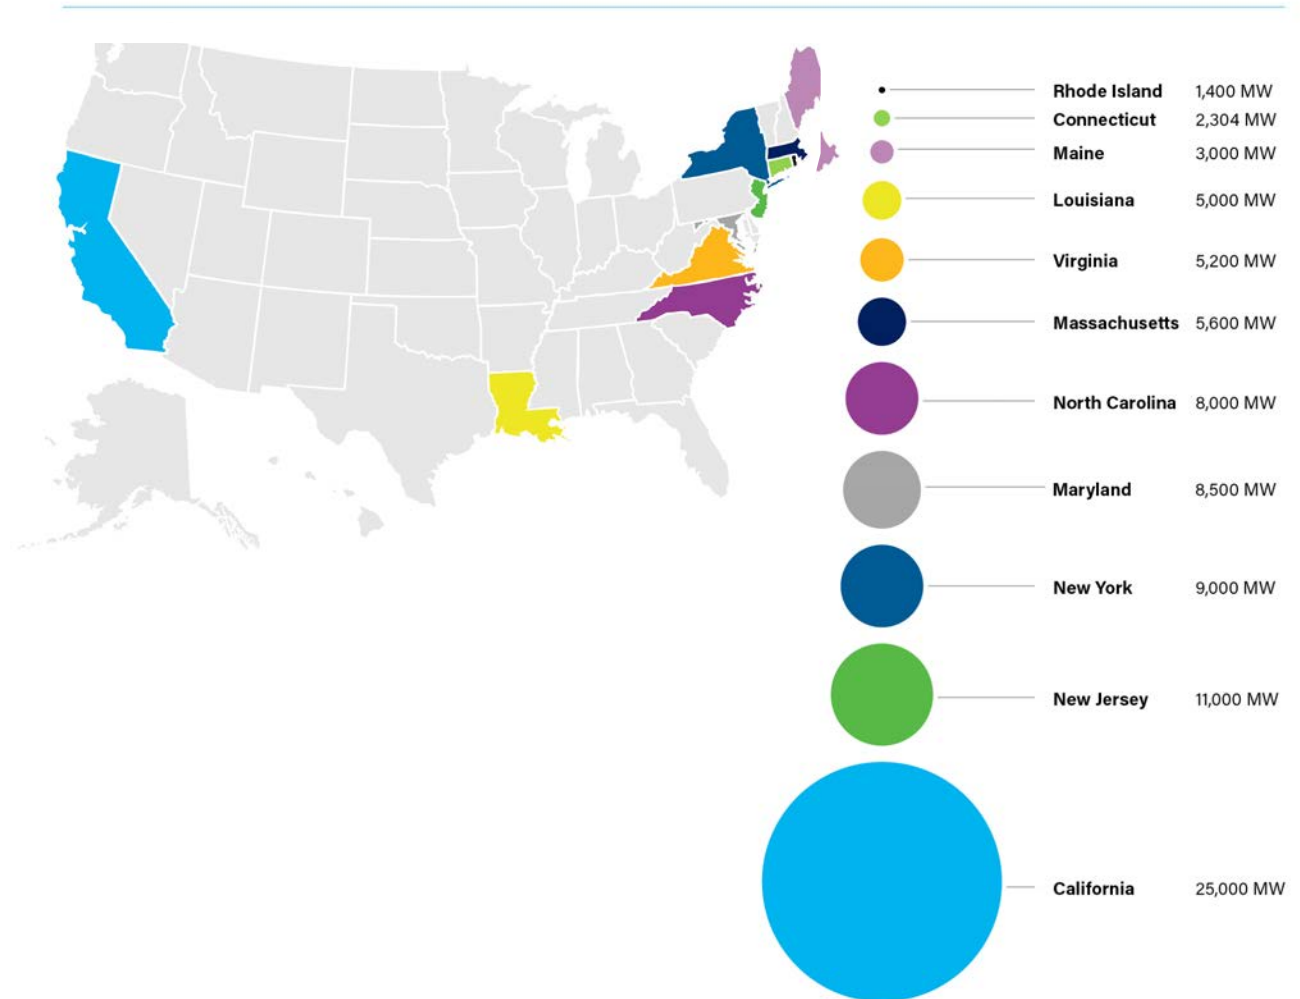 Rhode Island 1,400 MW
Connecticut 2,304 MW
Maine 3,000 MW
Louisiana 5,000 MW
Virginia 5,200 MW
Massachusetts 5,600 MW
North Carolina 8,000 MW
Maryland 8,500 MW
New York 9,000 MW
New Jersey 11,000 MW
California 25,000 MW